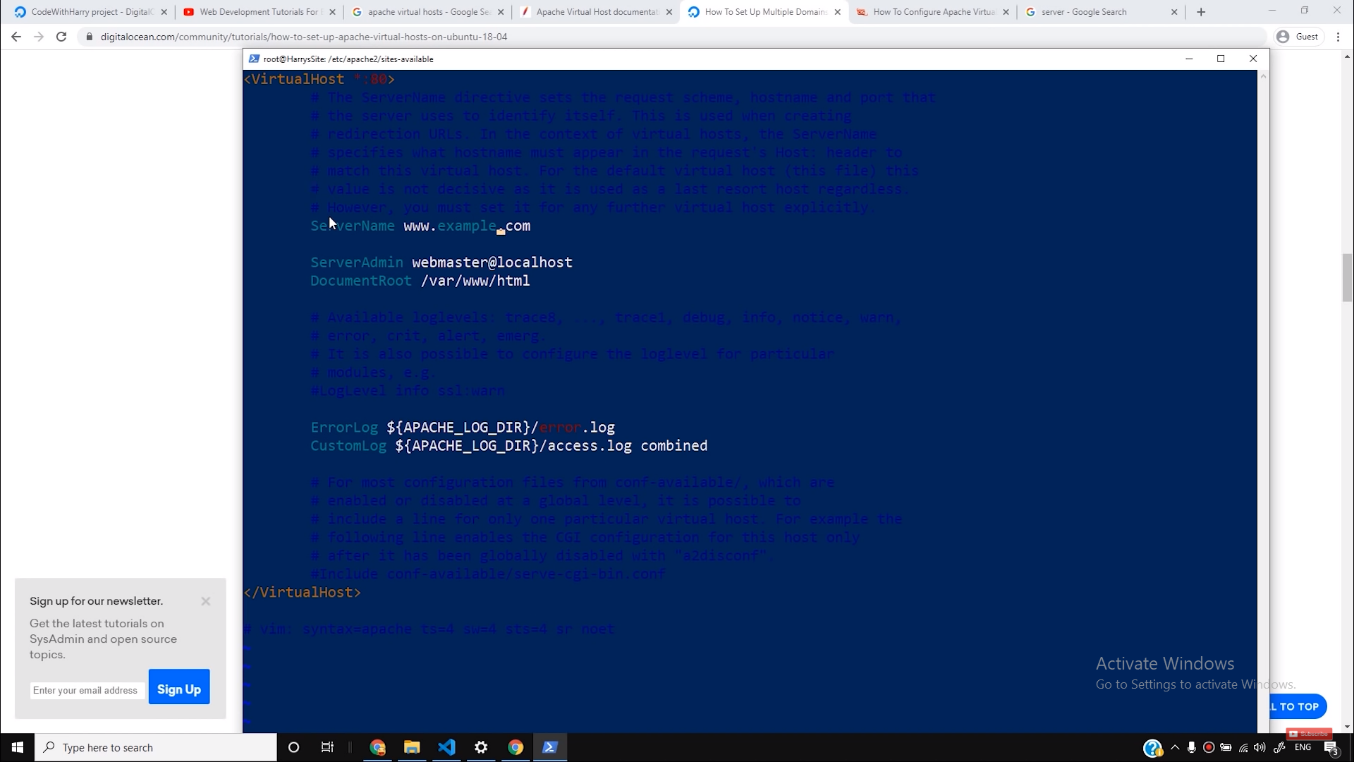 CodeWithHarry project - Digital
Web Development Tutorials For
apache virtual hosts - Google Se
Apache Virtual Host documentat
How To Set Up Multiple Domains
How To Configure Apache Virtua
server - Google Search
digitalocean.com/community/tutorials/how-to-set-up-apache-virtual-hosts-on-ubuntu-18-04
Guest
root@HarrysSite: /etc/apache2/sites-available
<VirtualHost *:80>
# The ServerName directive sets the request scheme, hostname and port that
# the server uses to identify itself. This is used when creating
# redirection URLs. In the context of virtual hosts, the ServerName
# specifies what hostname must appear in the request's Host: header to
# match this virtual host. For the default virtual host (this file) this
# value is not decisive as it is used as a last resort host regardless.
# However, you must set it for any further virtual host explicitly.
ServerName www.example.com
ServerAdmin webmaster@localhost
DocumentRoot /var/www/html
# Available loglevels: trace8, ..., trace1, debug, info, notice, warn,
# error, crit, alert, emerg.
# It is also possible to configure the loglevel for particular
# modules, e.g.
#LogLevel info ssl:warn
ErrorLog ${APACHE_LOG_DIR}/error.log
CustomLog ${APACHE_LOG_DIR}/access.log combined
# For most configuration files from conf-available/, which are
# enabled or disabled at a global level, it is possible to
# include a line for only one particular virtual host. For example the
# following line enables the CGI configuration for this host only
# after it has been globally disabled with "a2disconf".
#Include conf-available/serve-cgi-bin.conf
</VirtualHost>
# vim: syntax=apache ts=4 sw=4 sts=4 sr noet
~
~
~
~
~
Sign up for our newsletter.
Get the latest tutorials on
SysAdmin and open source
topics.
Enter your email address
Sign Up
Activate Windows
Go to Settings to activate Windows.
LL TO TOP
Subscribe
Type here to search
ENG
3